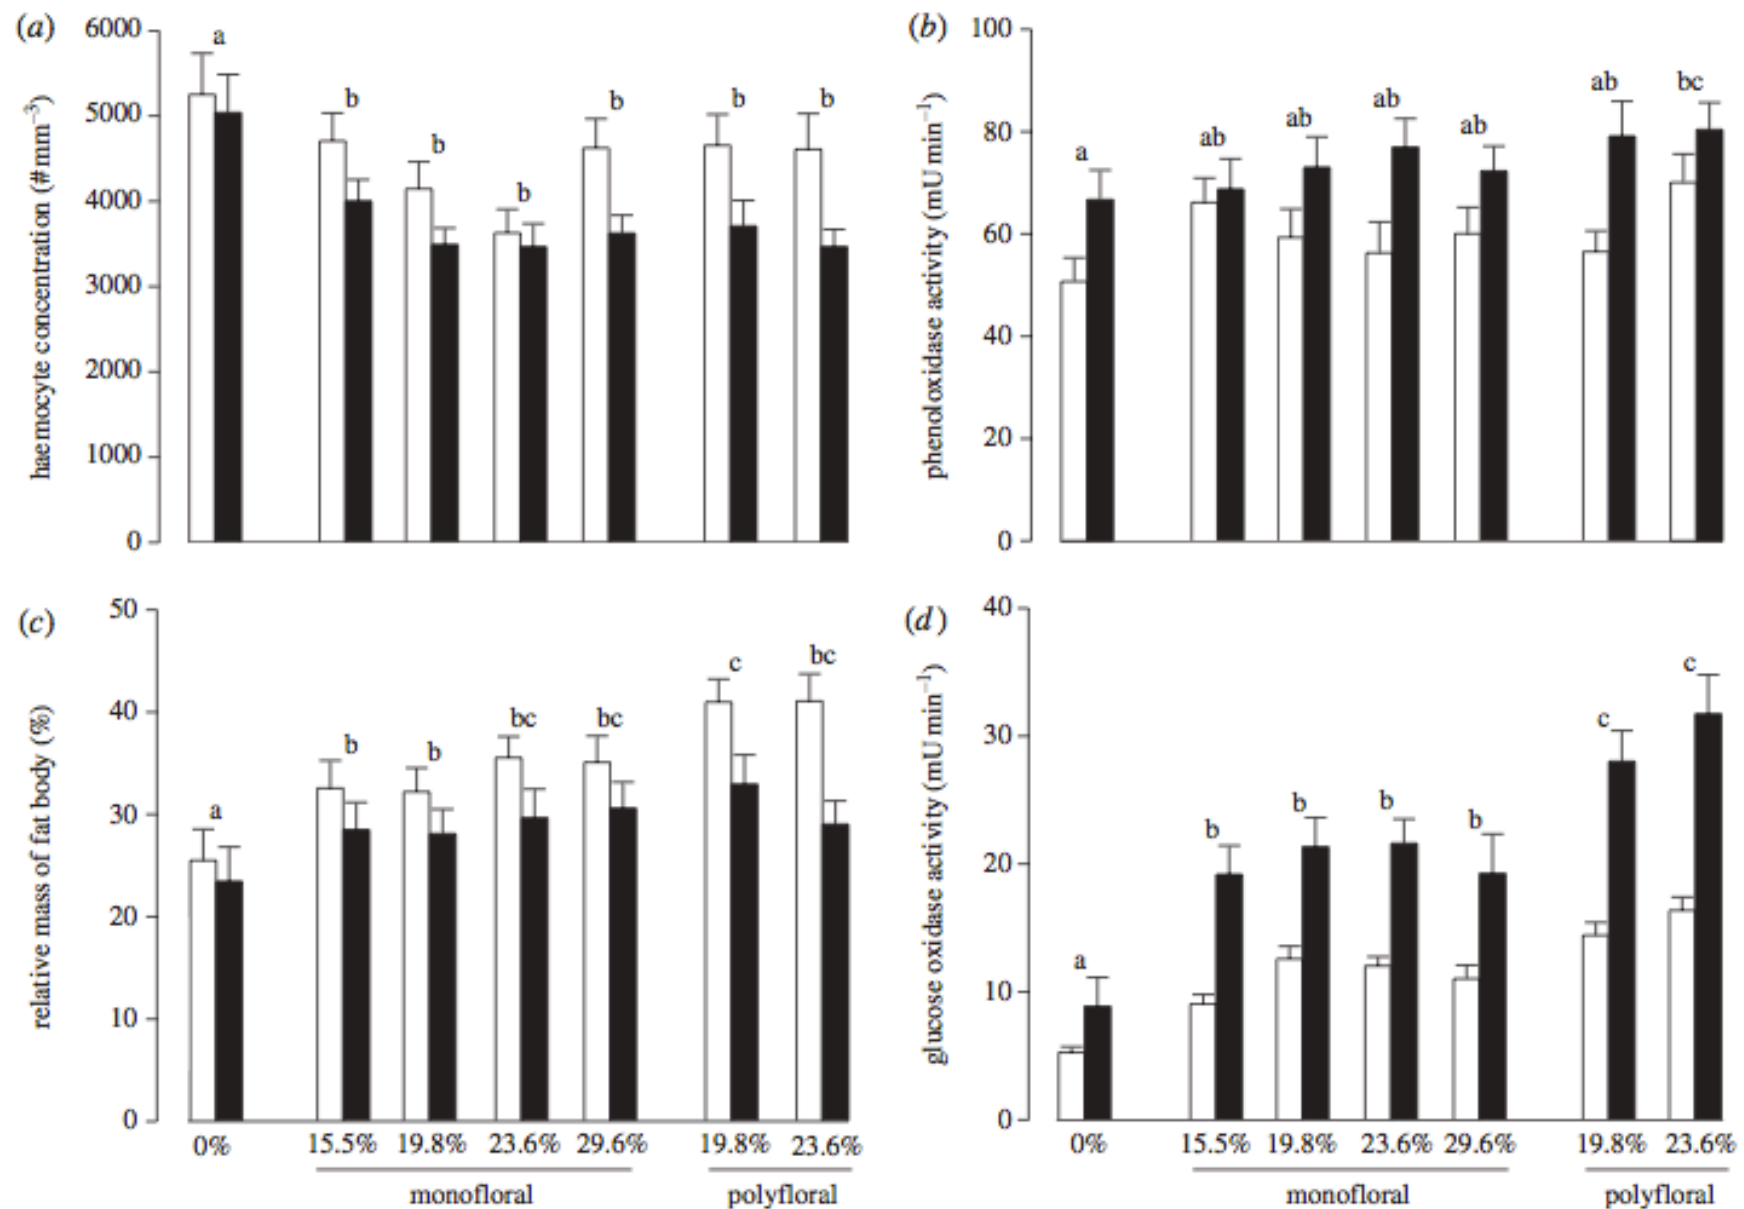 (a)
haemocyte concentration (# mm⁻³)
6000
5000
4000
3000
2000
1000
0
a
b
b
b
b
b
b
(b)
phenoloxidase activity (mU min⁻¹)
100
80
60
40
20
0
a
ab
ab
ab
ab
ab
bc
(c)
relative mass of fat body (%)
50
40
30
20
10
0
a
b
b
bc
bc
c
bc
0% 15.5% 19.8% 23.6% 29.6% 19.8% 23.6%
monofloral polyfloral
(d)
glucose oxidase activity (mU min⁻¹)
40
30
20
10
0
a
b
b
b
b
c
c
0% 15.5% 19.8% 23.6% 29.6% 19.8% 23.6%
monofloral polyfloral